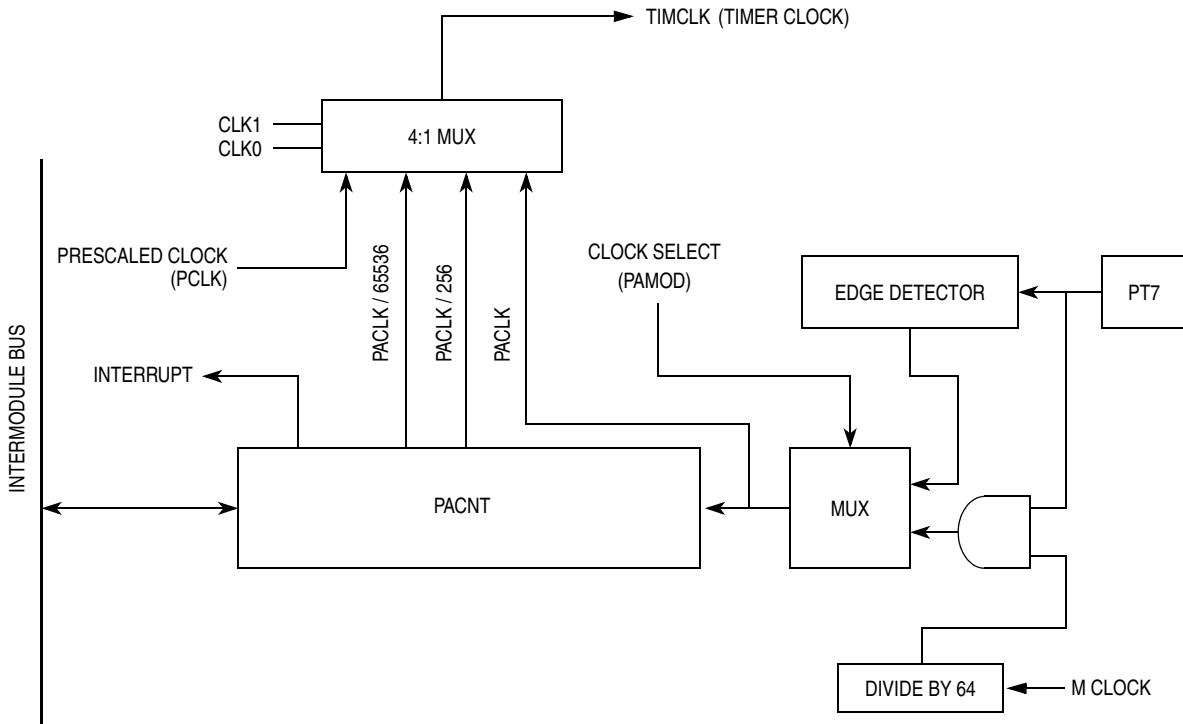 TIMCLK (TIMER CLOCK)
CLK1
CLK0
4:1 MUX
PRESCALED CLOCK
(PCLK)
PACLK / 65536
PACLK / 256
PACLK
CLOCK SELECT
(PAMOD)
EDGE DETECTOR
PT7
INTERMODULE BUS
INTERRUPT
PACNT
MUX
DIVIDE BY 64
M CLOCK